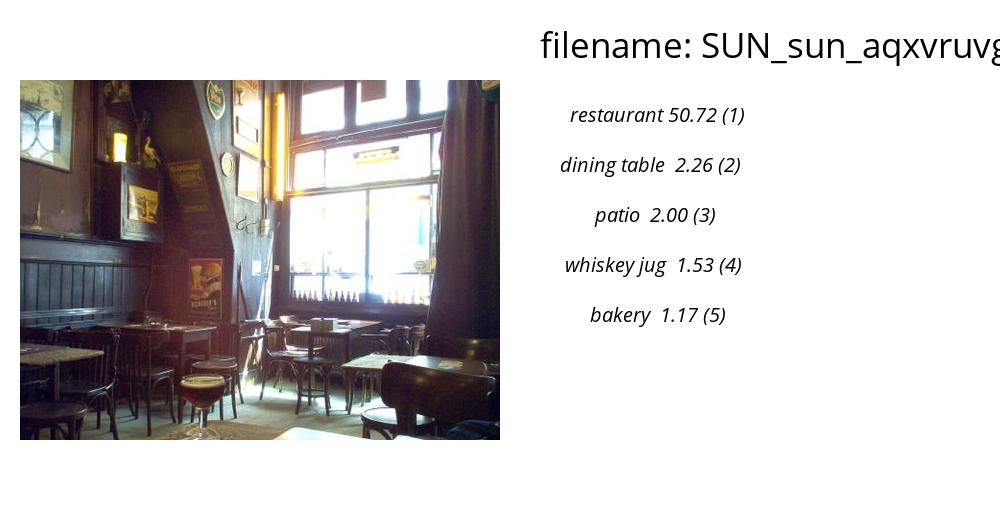 filename: SUN_sun_aqxvruvg
restaurant 50.72 (1)
dining table 2.26 (2)
patio 2.00 (3)
whiskey jug 1.53 (4)
bakery 1.17 (5)